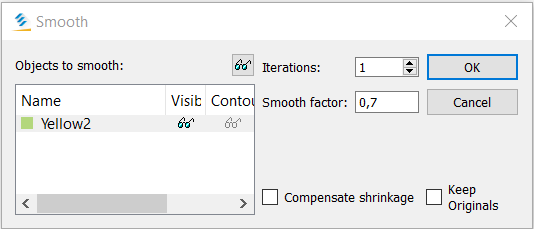 Smooth
Objects to smooth:
Iterations: 1 OK
Name Visib Contou
Smooth factor: 0,7 Cancel
Yellow2
Compensate shrinkage
Keep Originals